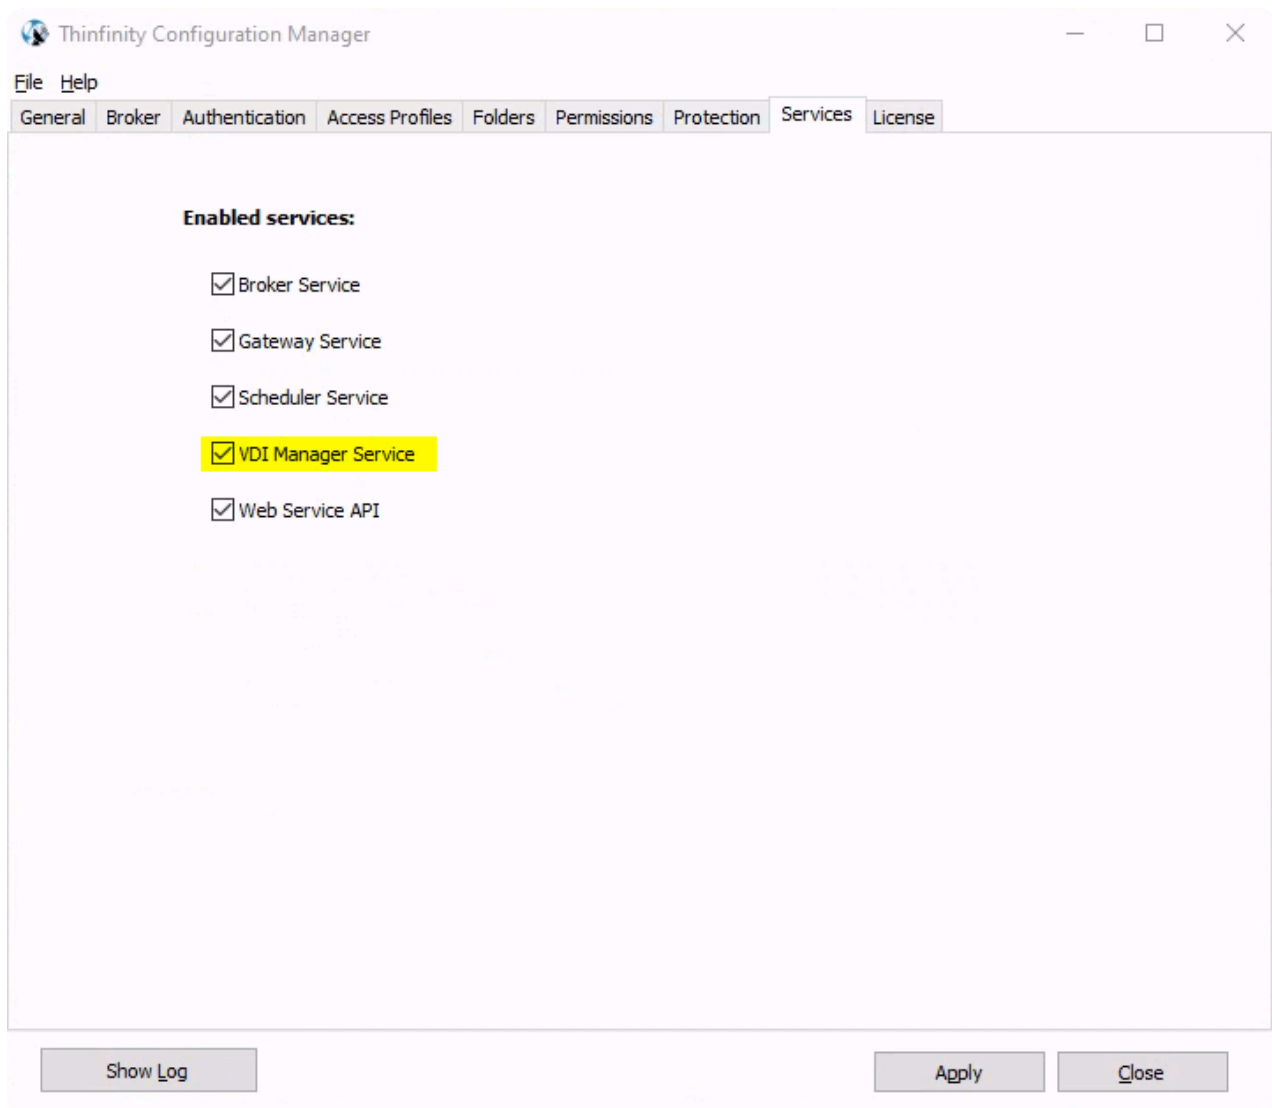 Thinfinity Configuration Manager
File Help
General Broker Authentication Access Profiles Folders Permissions Protection Services License
Enabled services:
Broker Service
Gateway Service
Scheduler Service
VDI Manager Service
Web Service API
Show Log Apply Close